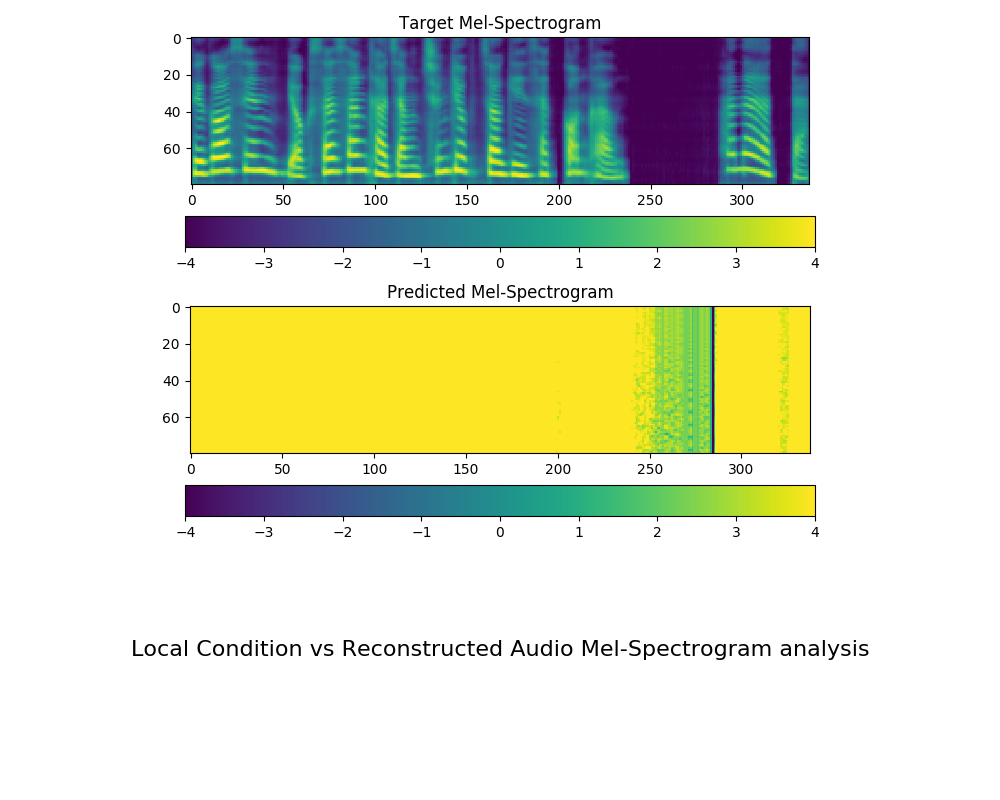 Target Mel-Spectrogram
0
20
40
60
0 50 100 150 200 250 300
−4 −3 −2 −1 0 1 2 3 4
Predicted Mel-Spectrogram
0
20
40
60
0 50 100 150 200 250 300
−4 −3 −2 −1 0 1 2 3 4
Local Condition vs Reconstructed Audio Mel-Spectrogram analysis